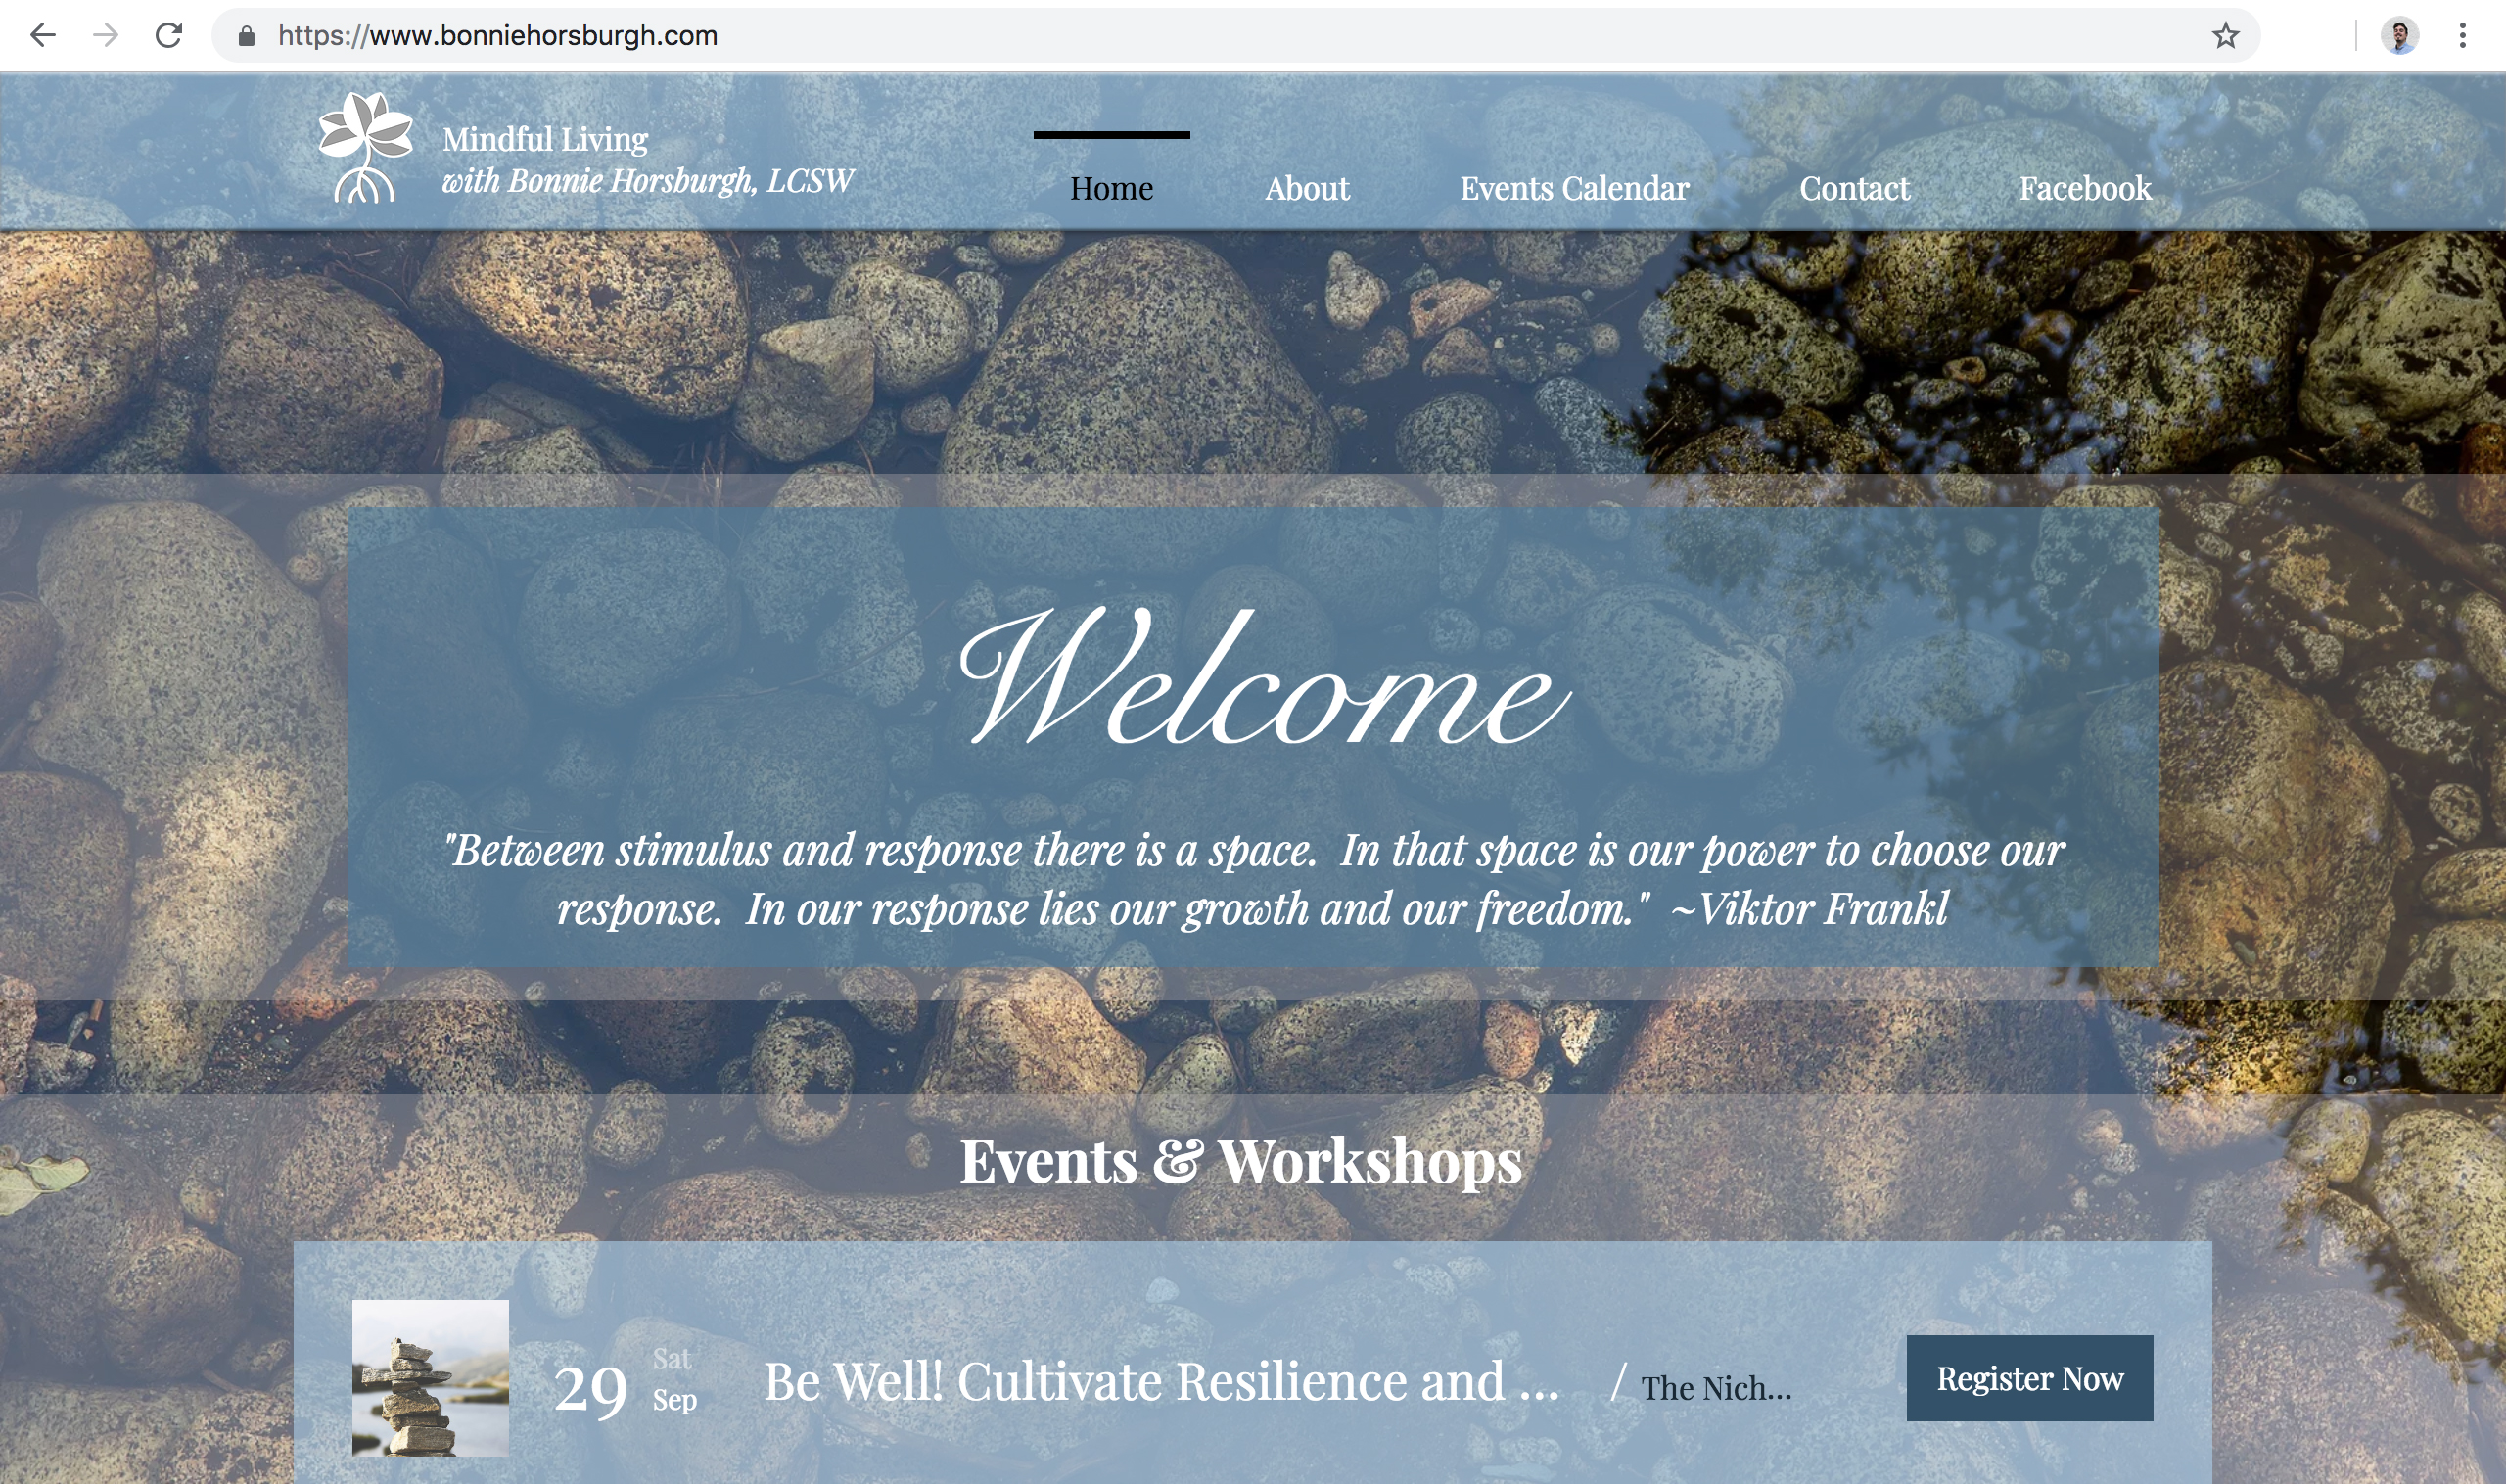 https://www.bonniehorsburgh.com
Mindful Living
with Bonnie Horsburgh, LCSW
Home About Events Calendar Contact Facebook
Welcome
"Between stimulus and response there is a space. In that space is our power to choose our
response. In our response lies our growth and our freedom." ~Viktor Frankl
Events & Workshops
29 Sat Sep Be Well! Cultivate Resilience and ... / The Nich... Register Now